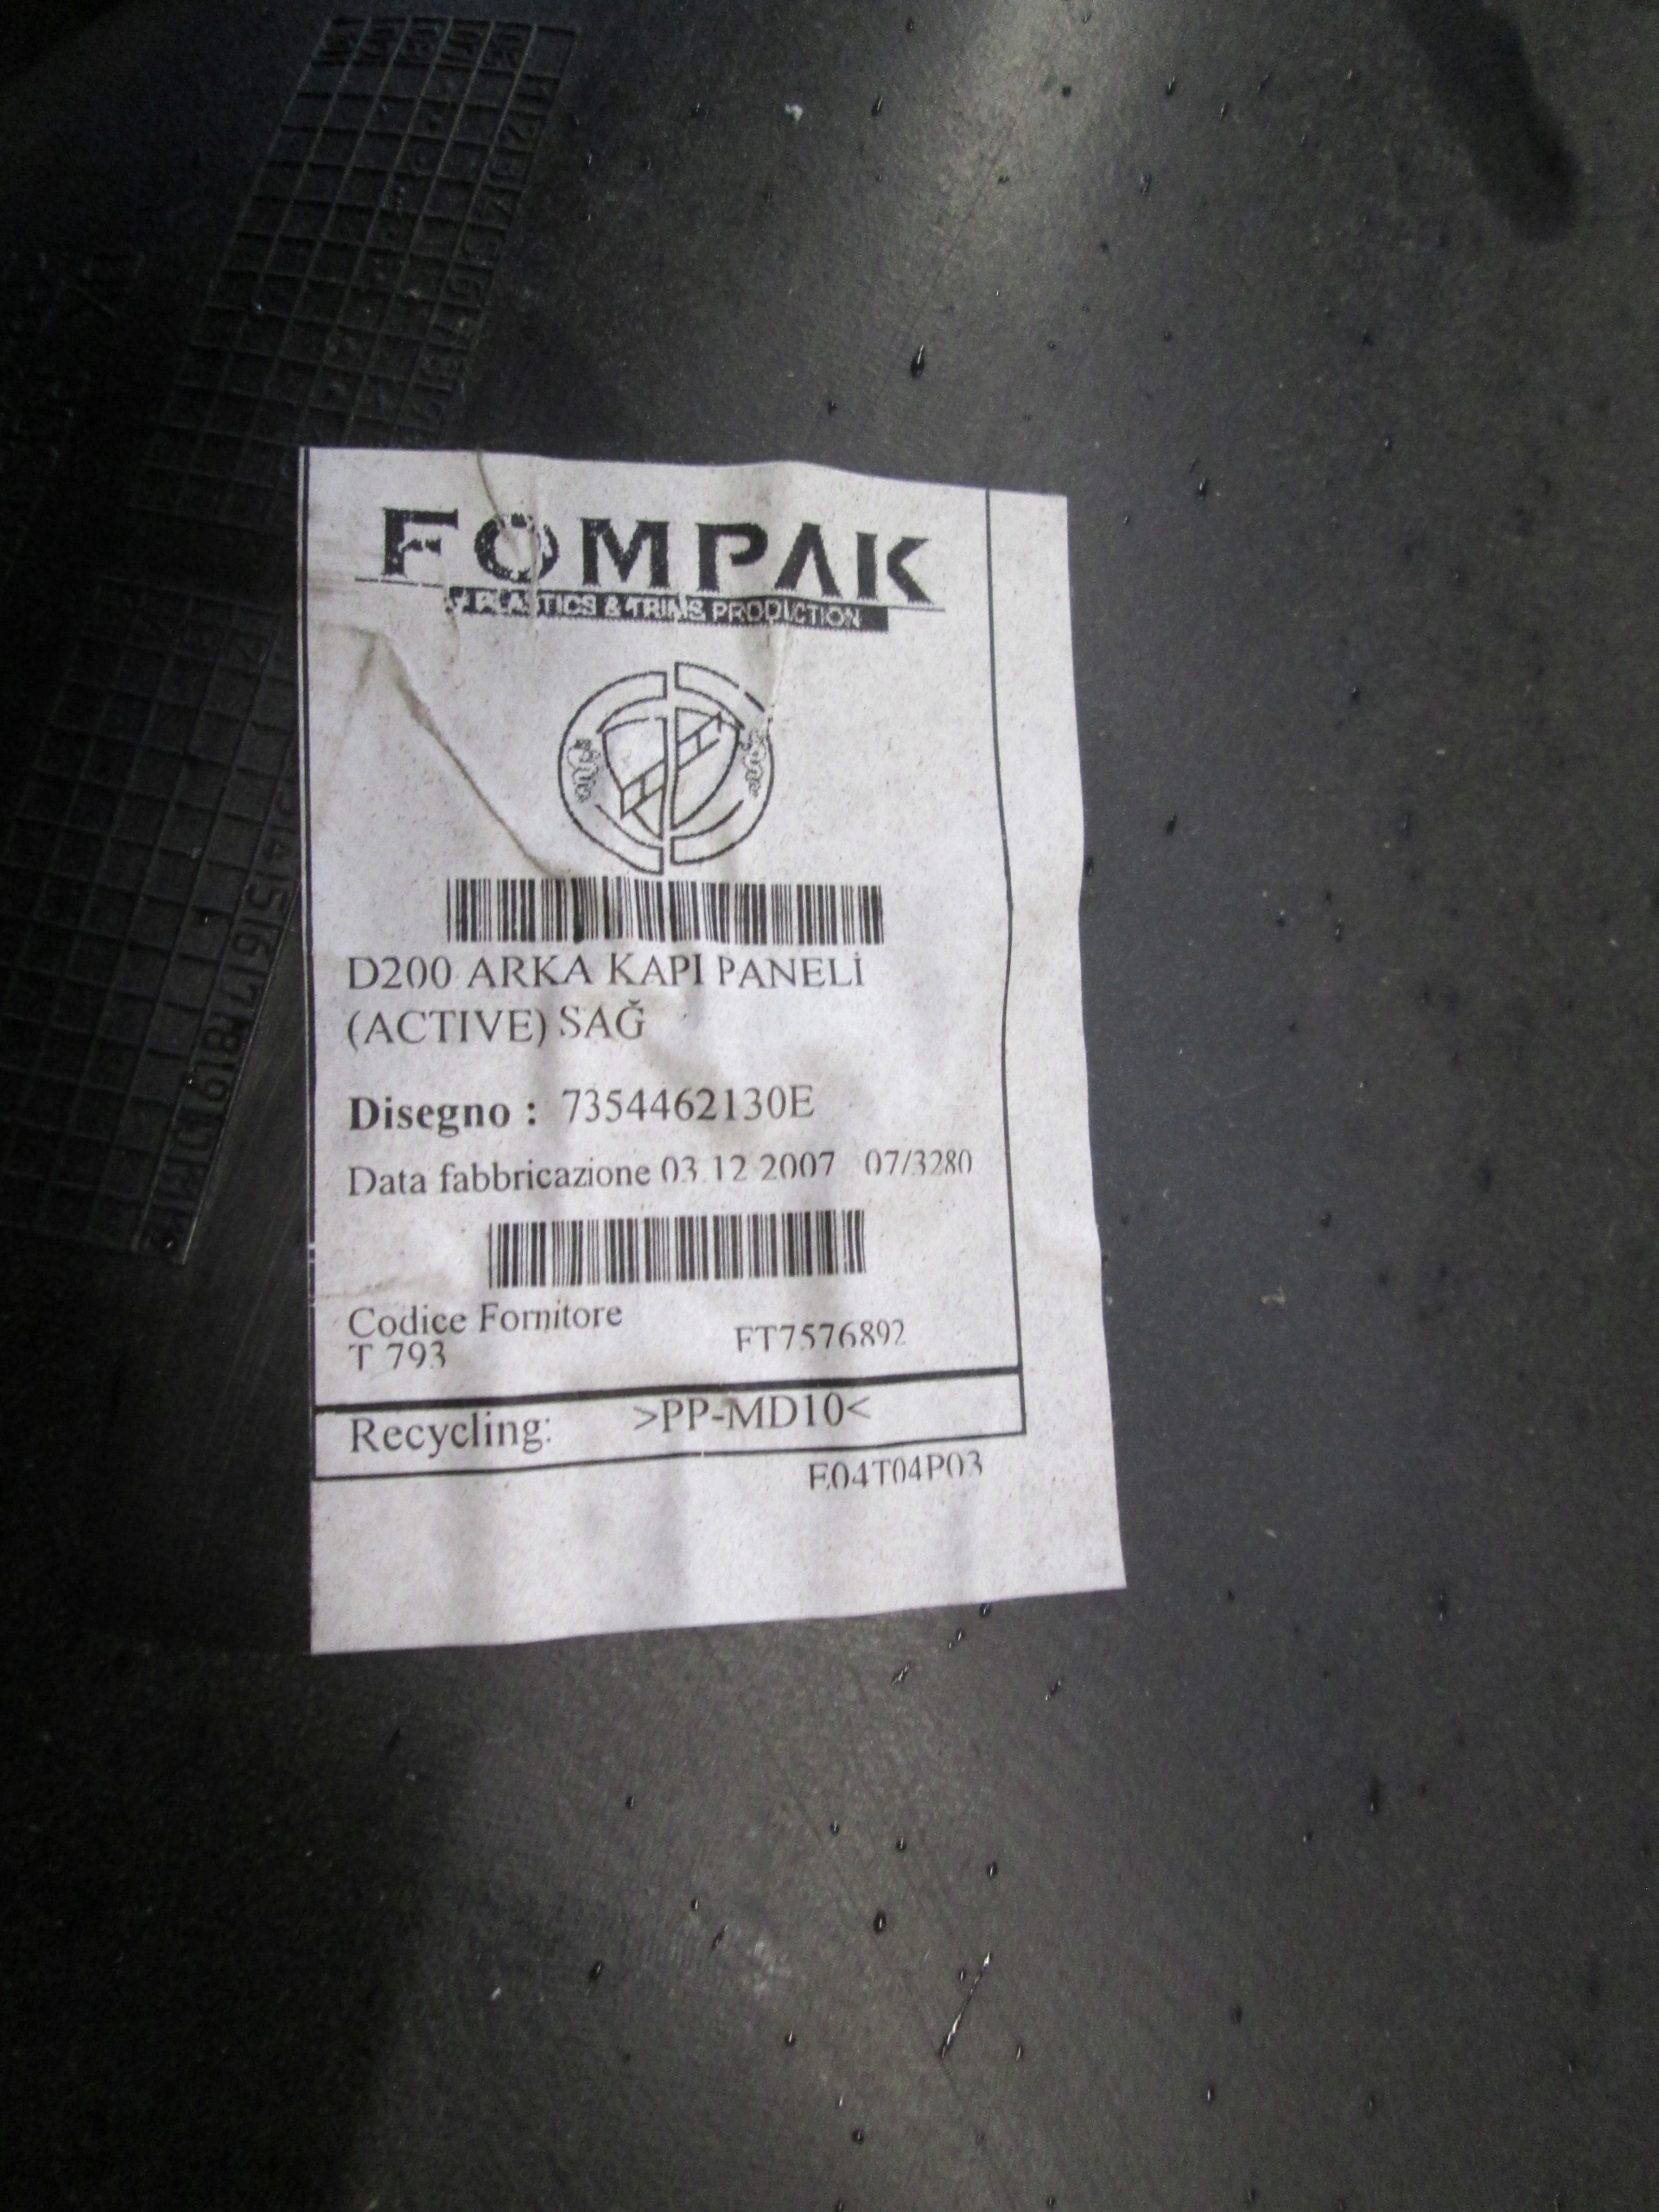 FOMPAK
PLASTICS & TRIMS PRODUCTION
D200 ARKA KAPI PANELİ
(ACTIVE) SAĞ
Disegno : 7354462130E
Data fabbricazione 03.12.2007 07/3280
Codice Fornitore
T 793
FT7576892
Recycling: >PP-MD10<
E04T04P03